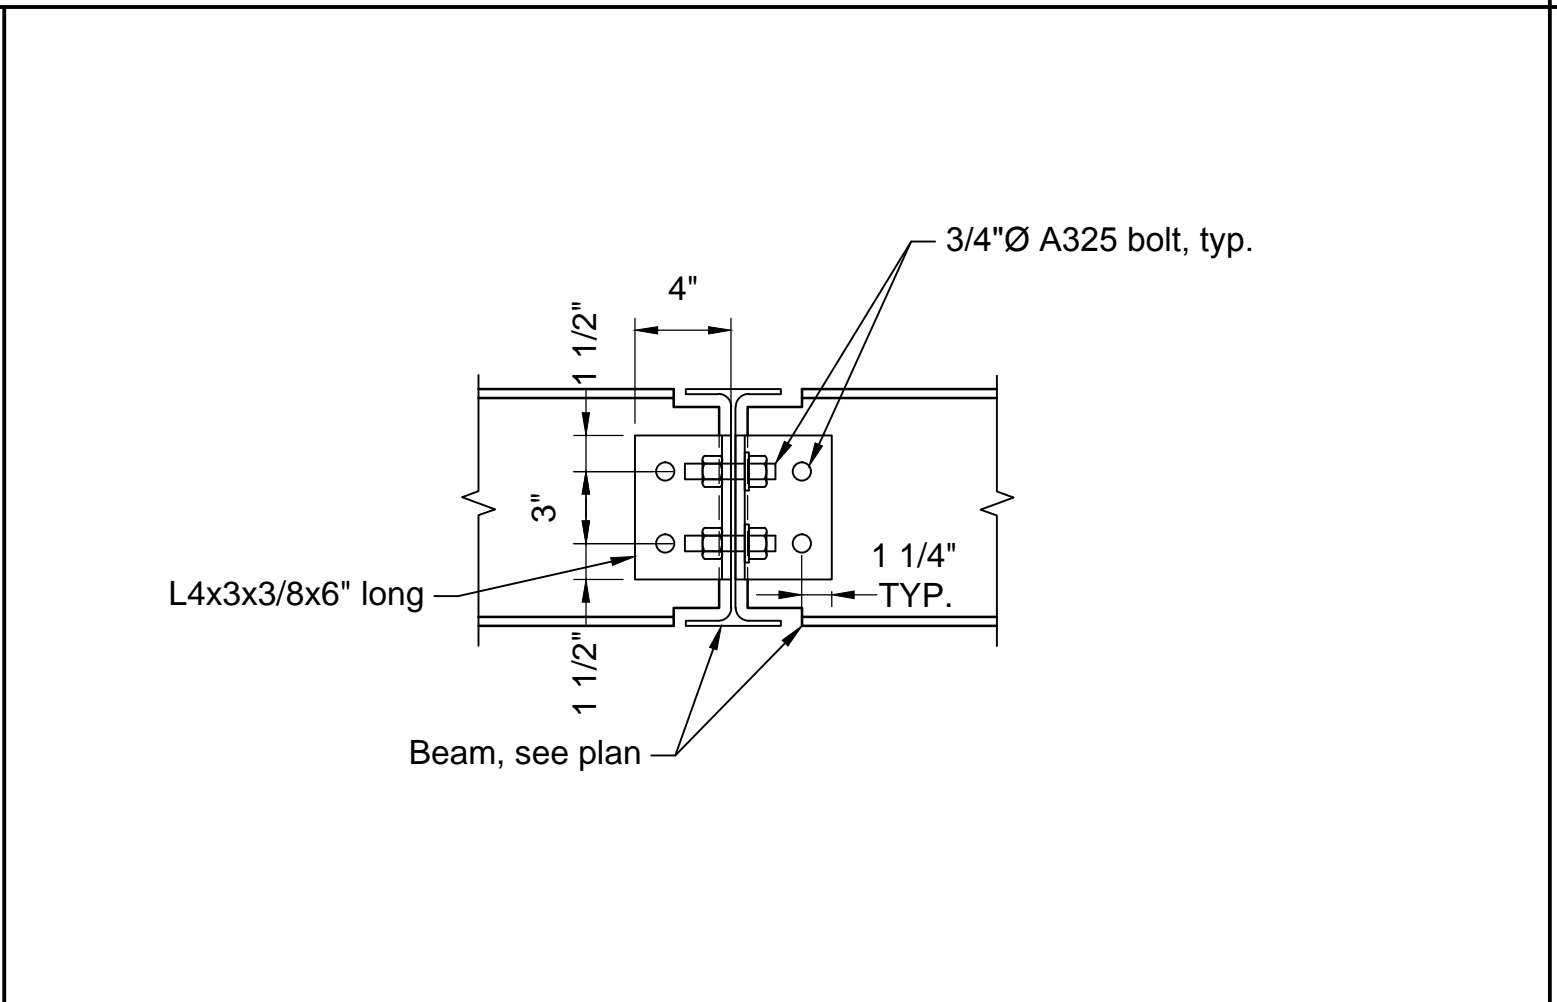 3/4"Ø A325 bolt, typ.
4"
1 1/2"
3"
1 1/4"
TYP.
L4x3x3/8x6" long
1 1/2"
Beam, see plan